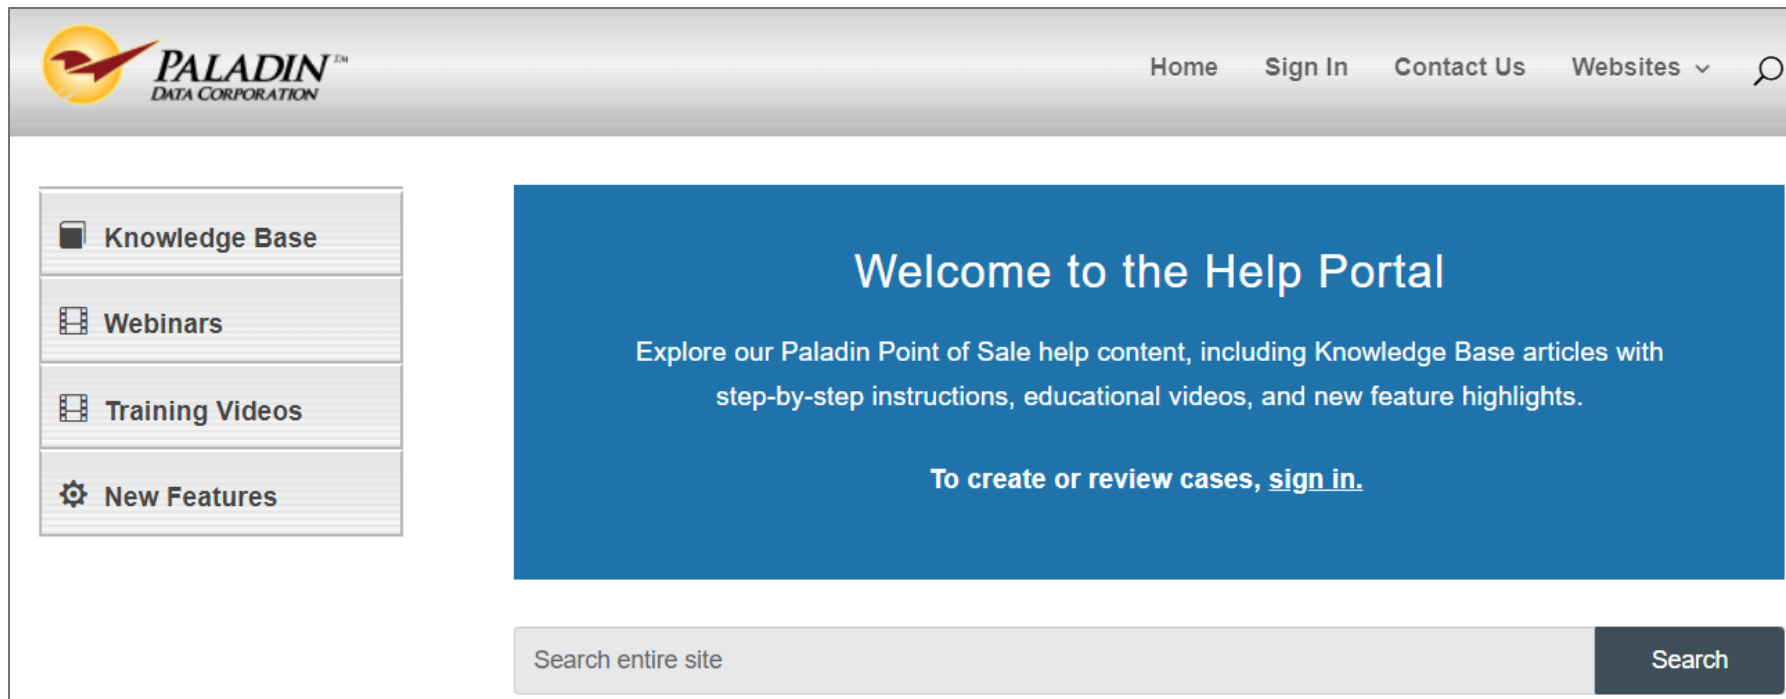 PALADIN™
DATA CORPORATION
Home Sign In Contact Us Websites
Knowledge Base
Webinars
Training Videos
New Features
Welcome to the Help Portal
Explore our Paladin Point of Sale help content, including Knowledge Base articles with
step-by-step instructions, educational videos, and new feature highlights.
To create or review cases, sign in.
Search entire site
Search